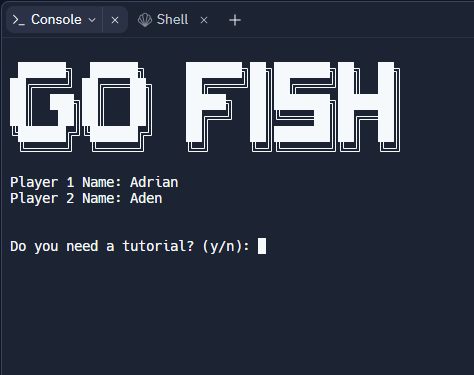 Console
Shell
GO FISH
Player 1 Name: Adrian
Player 2 Name: Aden
Do you need a tutorial? (y/n):